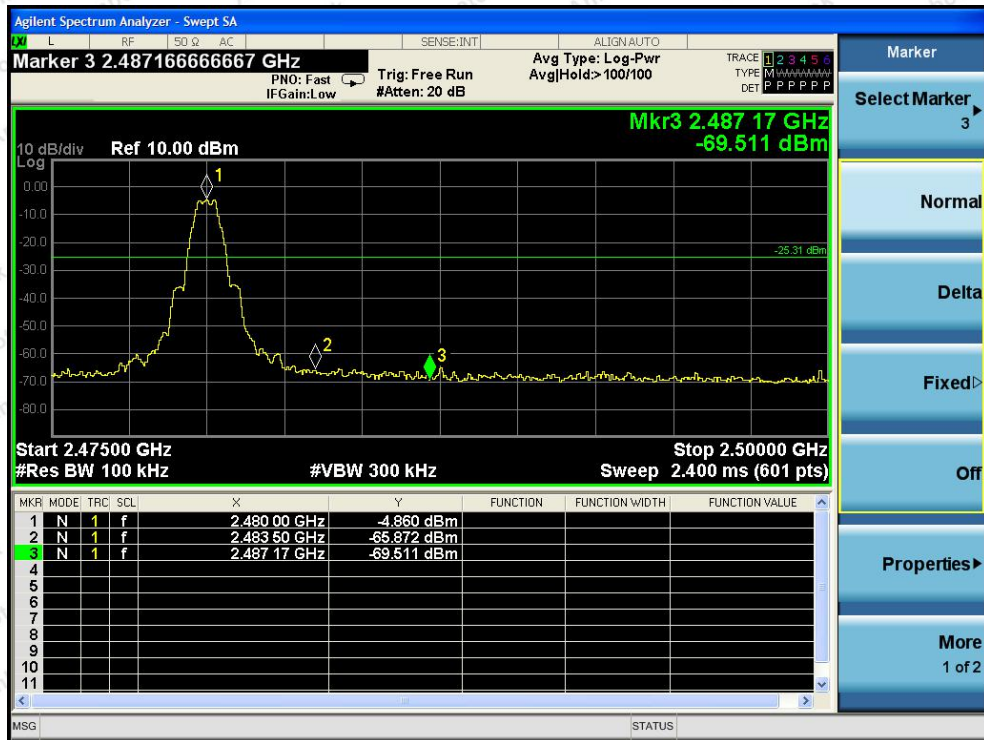 Agilent Spectrum Analyzer - Swept SA
LXI L RF 50 Ω AC SENSE:INT ALIGN AUTO
Marker 3 2.487166666667 GHz
PNO: Fast
IFGain:Low
Trig: Free Run
#Atten: 20 dB
Avg Type: Log-Pwr
Avg|Hold:>100/100
TRACE 1 2 3 4 5 6
TYPE M W W W W W
DET P P P P P P
Mkr3 2.487 17 GHz
-69.511 dBm
10 dB/div Ref 10.00 dBm
Log
0.00
-10.0
-20.0
-30.0
-40.0
-50.0
-60.0
-70.0
-80.0
1
-25.31 dBm
2
3
Start 2.47500 GHz Stop 2.50000 GHz
#Res BW 100 kHz #VBW 300 kHz Sweep 2.400 ms (601 pts)
MKR MODE TRC SCL X Y FUNCTION FUNCTION WIDTH FUNCTION VALUE
1 N 1 f 2.480 00 GHz -4.860 dBm
2 N 1 f 2.483 50 GHz -65.872 dBm
3 N 1 f 2.487 17 GHz -69.511 dBm
4
5
6
7
8
9
10
11
MSG STATUS
Marker
Select Marker
3
Normal
Delta
Fixed
Off
Properties
More
1 of 2